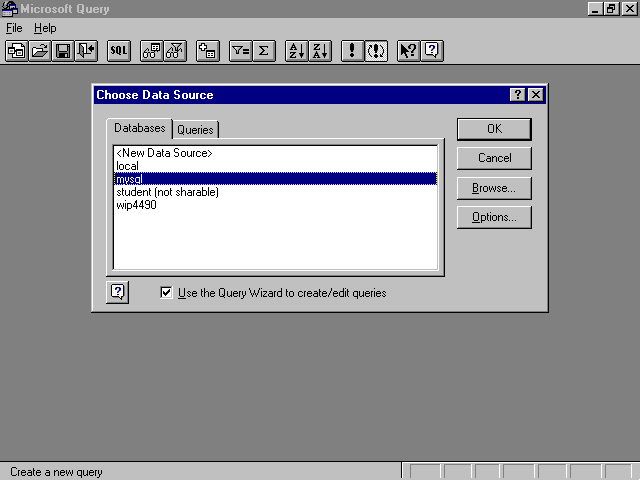 Microsoft Query
File Help
SQL
Choose Data Source
Databases Queries
<New Data Source>
local
mysql
student (not sharable)
wip4490
OK
Cancel
Browse...
Options...
Use the Query Wizard to create/edit queries
Create a new query